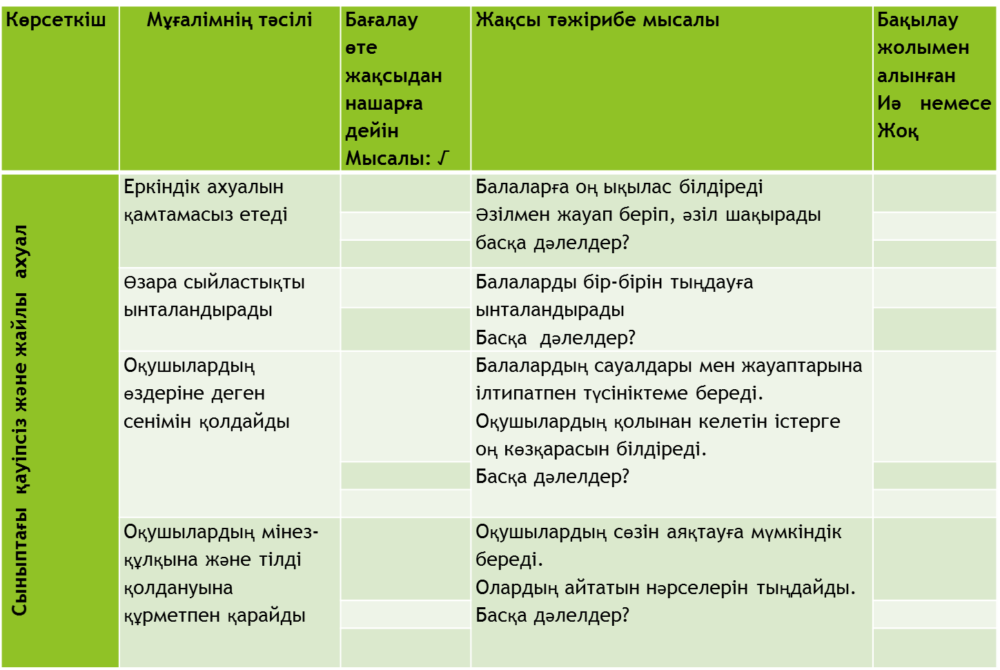 Көрсеткіш
Мұғалімнің тәсілі
Бағалау
өте
жақсыдан
нашарға
дейін
Мысалы: √
Жақсы тәжірибе мысалы
Бақылау
жолымен
алынған
Иә немесе
Жоқ
Сыныптағы қауіпсіз және жайлы ахуал
Еркіндік ахуалын
қамтамасыз етеді
Балаларға оң ықылас білдіреді
Әзілмен жауап беріп, әзіл шақырады
басқа дәлелдер?
Өзара сыйластықты
ынталандырады
Балаларды бір-бірін тыңдауға
ынталандырады
Басқа дәлелдер?
Оқушылардың
өздеріне деген
сенімін қолдайды
Балалардың сауалдары мен жауаптарына
ілтипатпен түсініктеме береді.
Оқушылардың қолынан келетін істерге
оң көзқарасын білдіреді.
Басқа дәлелдер?
Оқушылардың мінез-
құлқына және тілді
қолдануына
құрметпен қарайды
Оқушылардың сөзін аяқтауға мүмкіндік
береді.
Олардың айтатын нәрселерін тыңдайды.
Басқа дәлелдер?